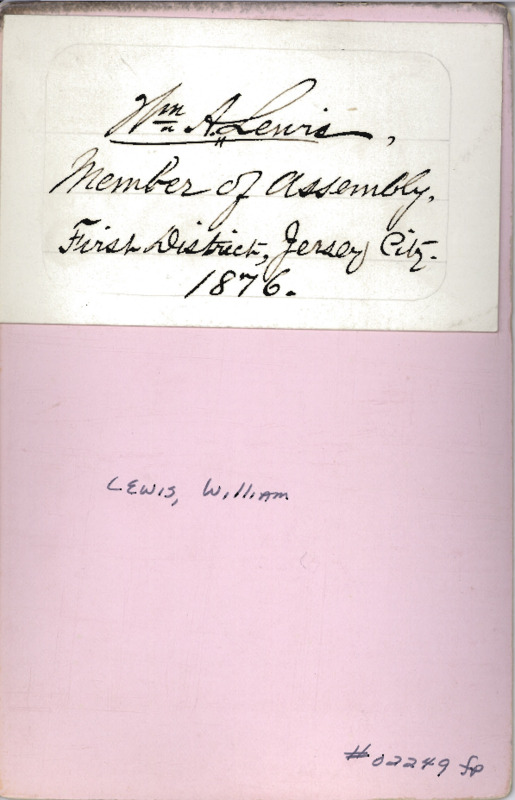 Wm A. Lewis,
Member of Assembly.
First District, Jersey City.
1876.
LEWIS, William
#02249 fp